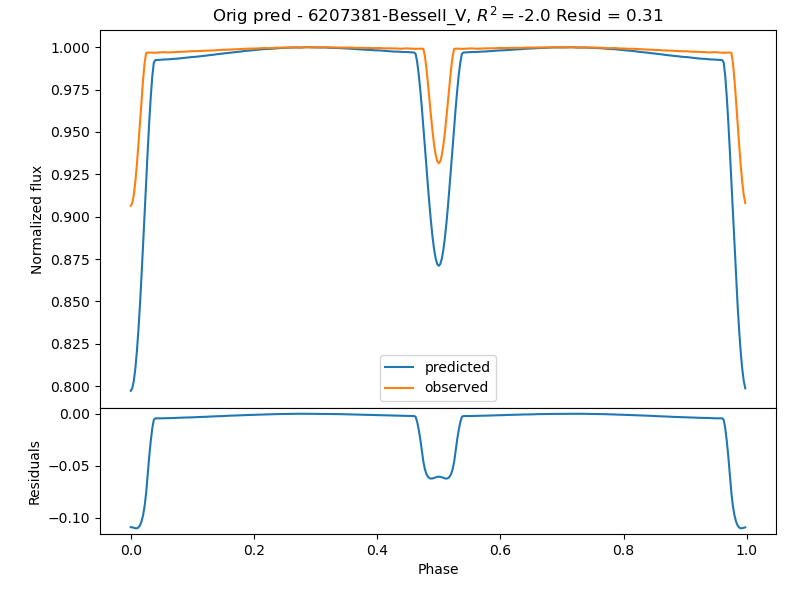 Orig pred - 6207381-Bessell_V, R² = -2.0 Resid = 0.31
1.000
0.975
0.950
0.925
0.900
0.875
0.850
0.825
0.800
Normalized flux
predicted
observed
0.00
−0.05
−0.10
Residuals
0.0 0.2 0.4 0.6 0.8 1.0
Phase